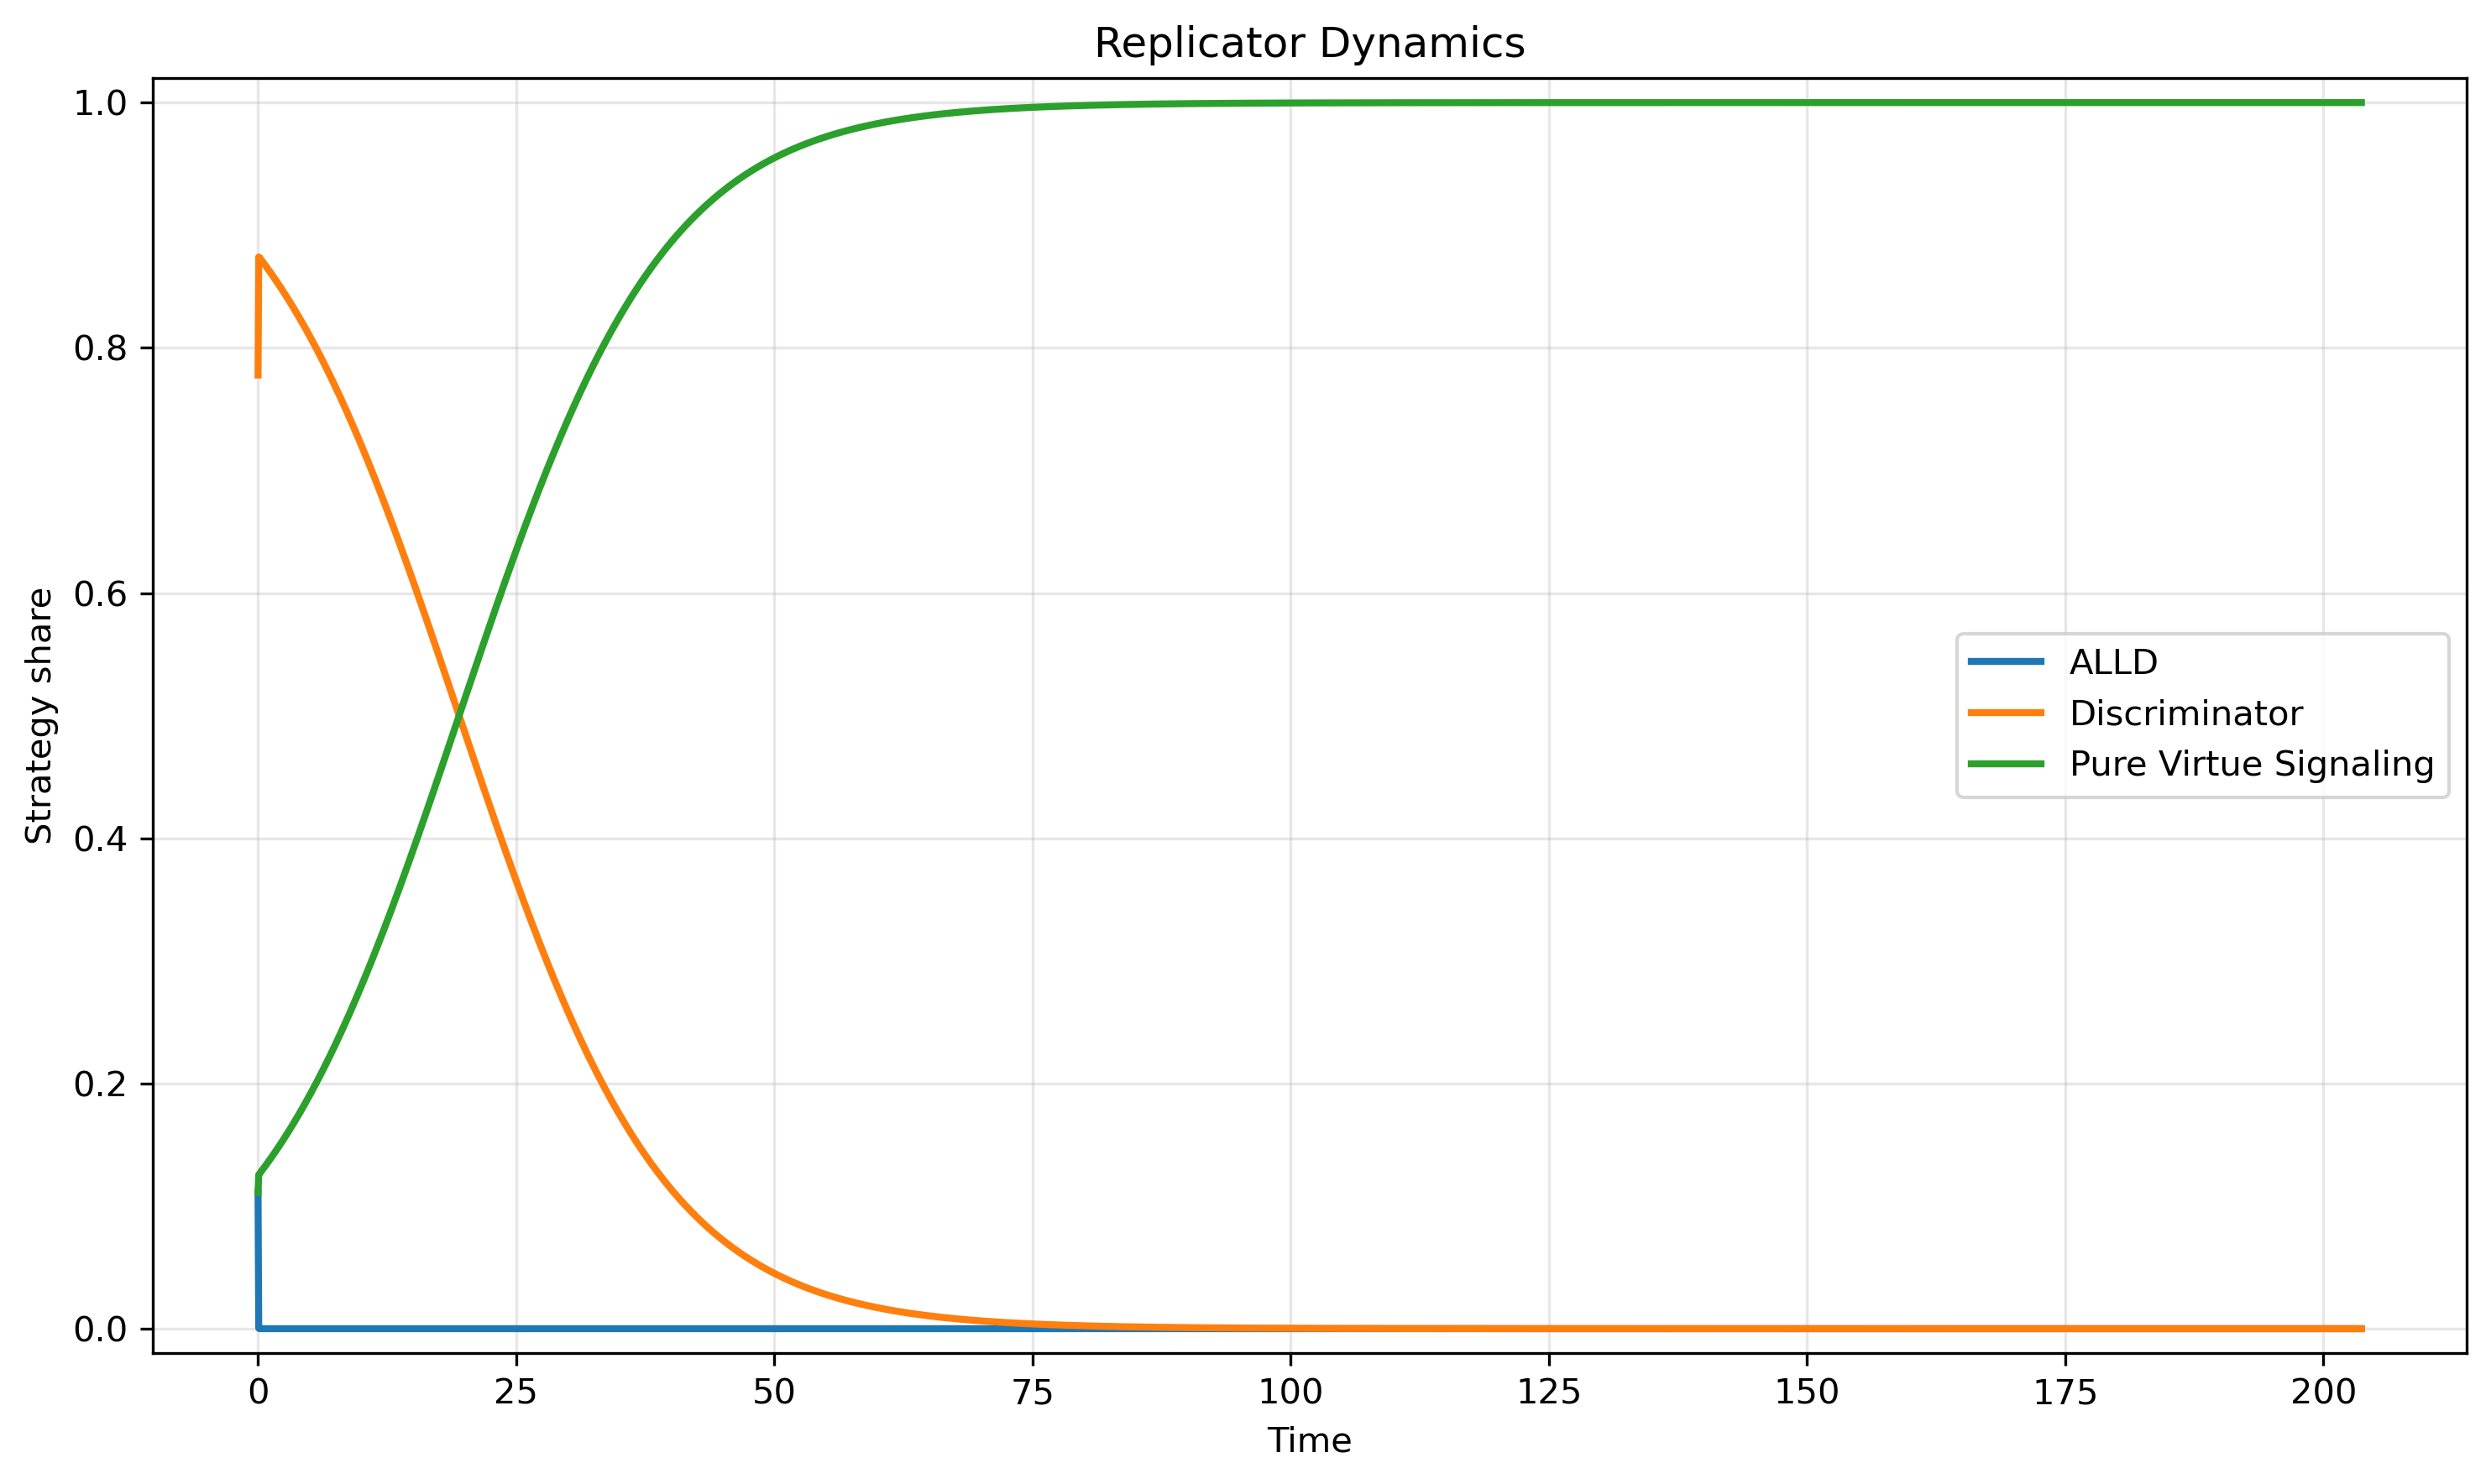 Replicator Dynamics
1.0
0.8
0.6
0.4
0.2
0.0
Strategy share
ALLD
Discriminator
Pure Virtue Signaling
0 25 50 75 100 125 150 175 200
Time